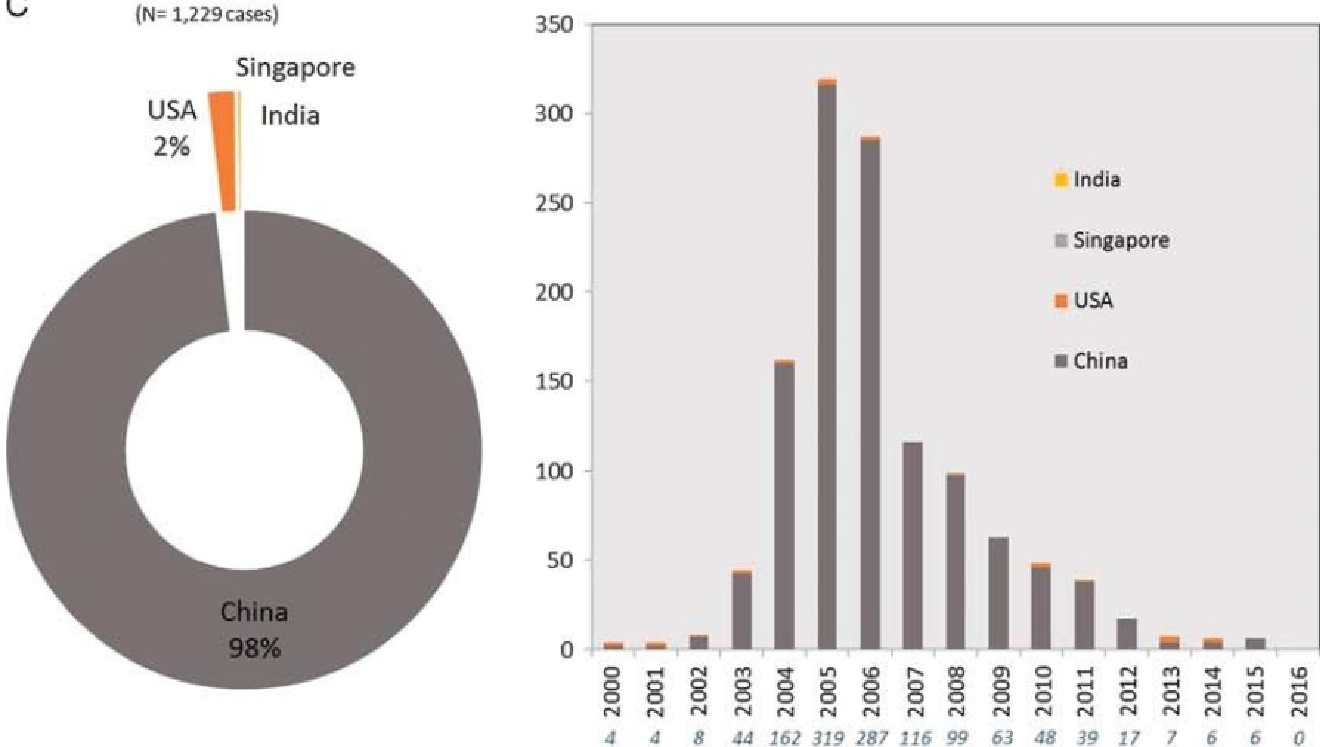 C
(N= 1,229 cases)
Singapore
USA
2%
India
China
98%
350
300
250
200
150
100
50
0
India
Singapore
USA
China
2000 2001 2002 2003 2004 2005 2006 2007 2008 2009 2010 2011 2012 2013 2014 2015 2016
4 4 8 44 162 319 287 116 99 63 48 39 17 7 6 6 0